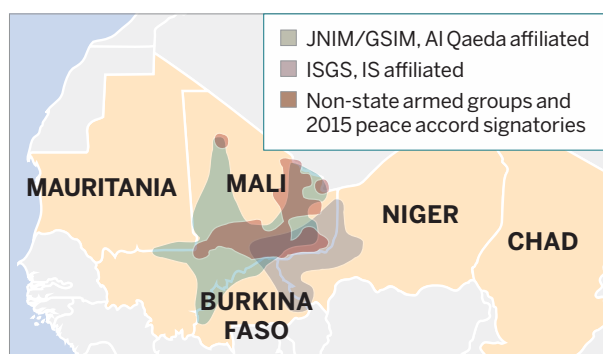 JNIM/GSIM, Al Qaeda affiliated
ISGS, IS affiliated
Non-state armed groups and
2015 peace accord signatories
MAURITANIA
MALI
NIGER
CHAD
BURKINA
FASO